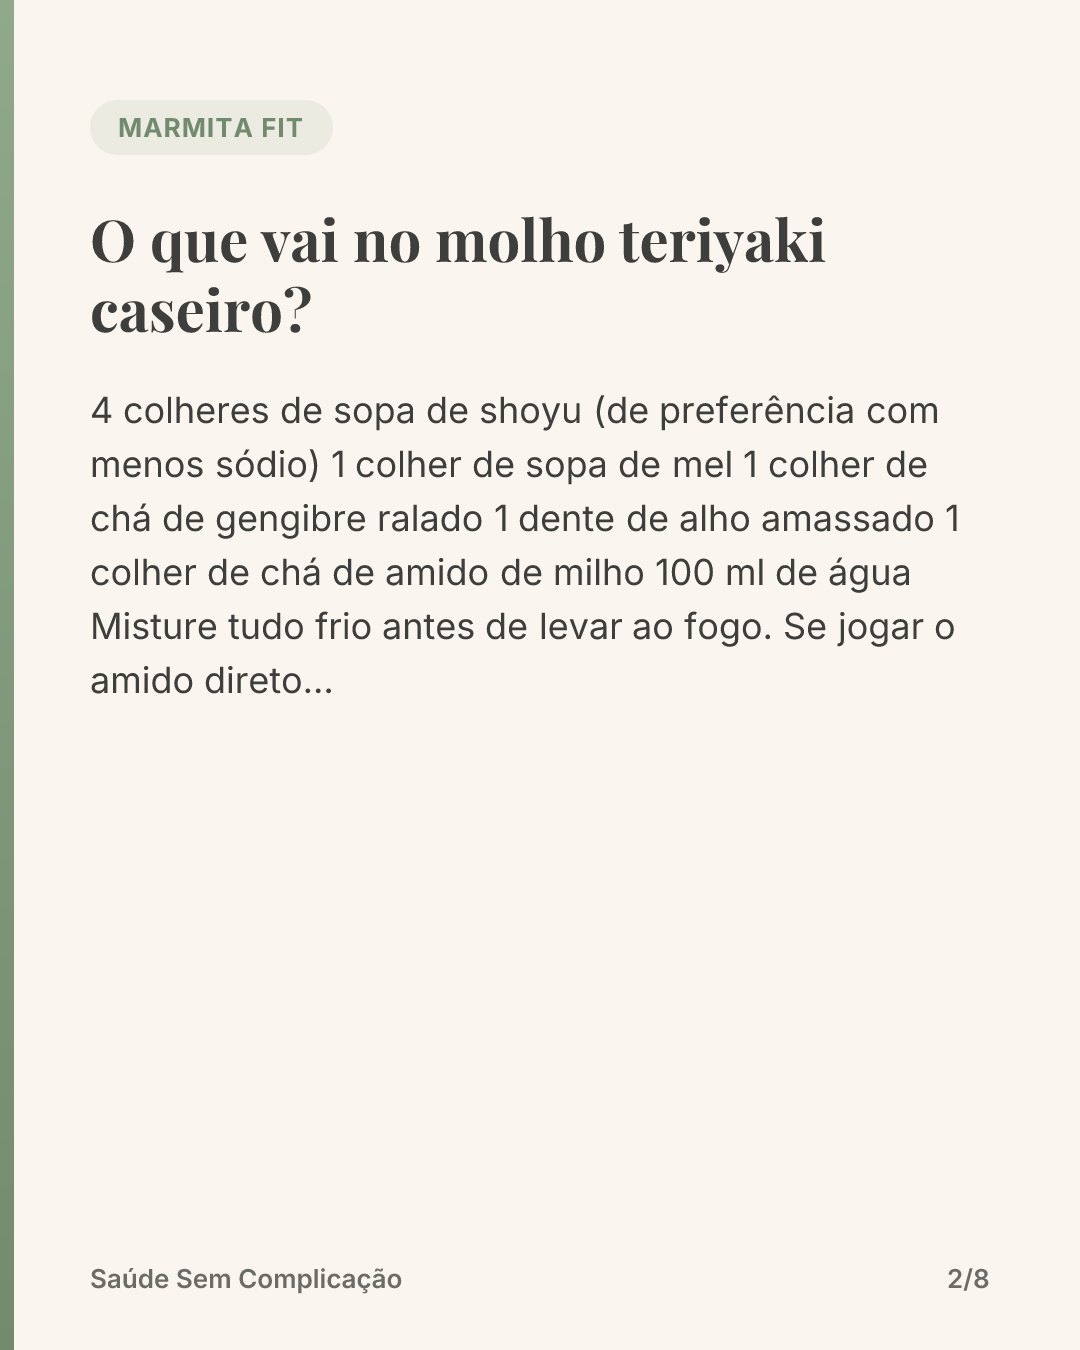 MARMITA FIT
O que vai no molho teriyaki
caseiro?
4 colheres de sopa de shoyu (de preferência com
menos sódio) 1 colher de sopa de mel 1 colher de
chá de gengibre ralado 1 dente de alho amassado 1
colher de chá de amido de milho 100 ml de água
Misture tudo frio antes de levar ao fogo. Se jogar o
amido direto...
Saúde Sem Complicação
2/8